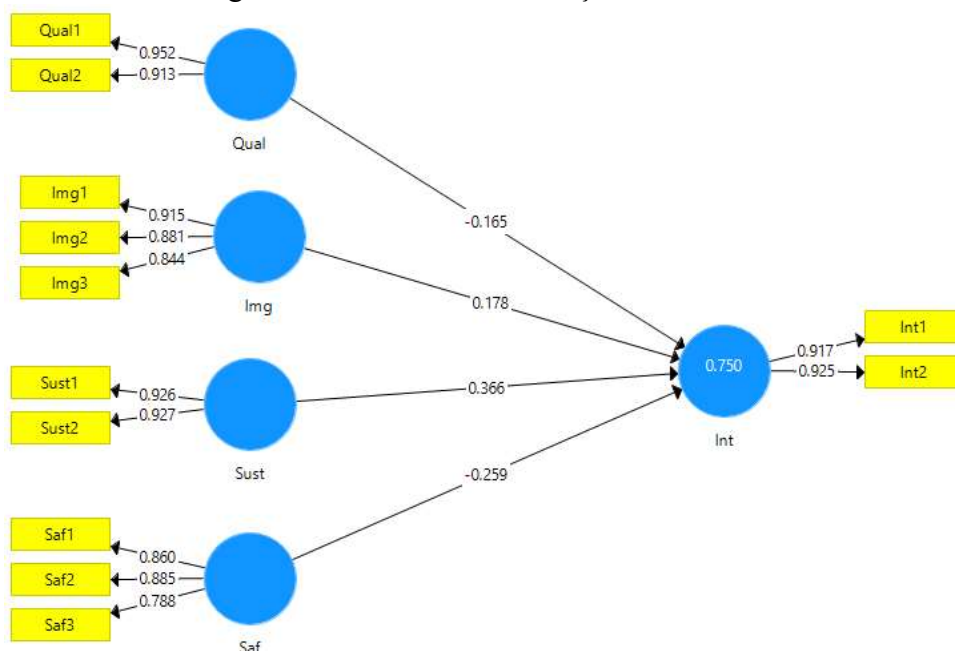 Qual1
0.952
Qual2
0.913
Qual
-0.165
Img1
0.915
Img2
0.881
Img3
0.844
Img
0.178
Int1
0.917
0.750
0.925
Int2
Int
Sust1
0.926
0.927
Sust2
0.366
Sust
-0.259
Saf1
0.860
Saf2
0.885
0.788
Saf3
Saf